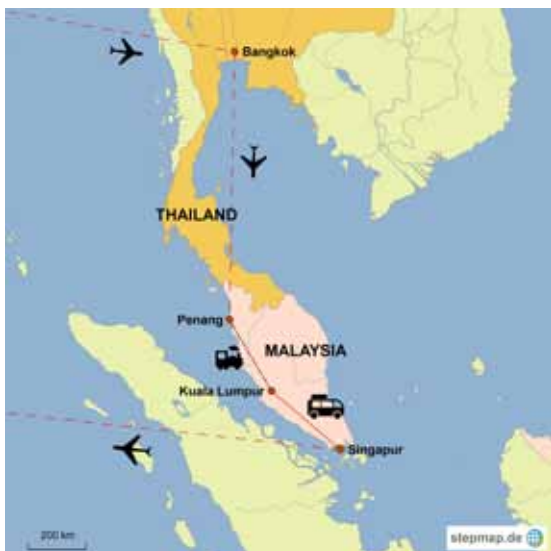 Bangkok
THAILAND
Penang
MALAYSIA
Kuala Lumpur
Singapur
200 km
stepmap.de